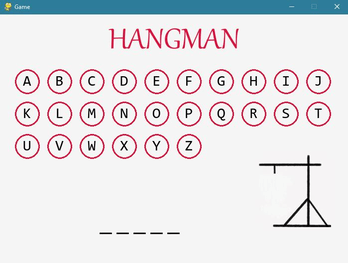 Game
HANGMAN
A B C D E F G H I J
K L M N O P Q R S T
U V W X Y Z
_ _ _ _ _